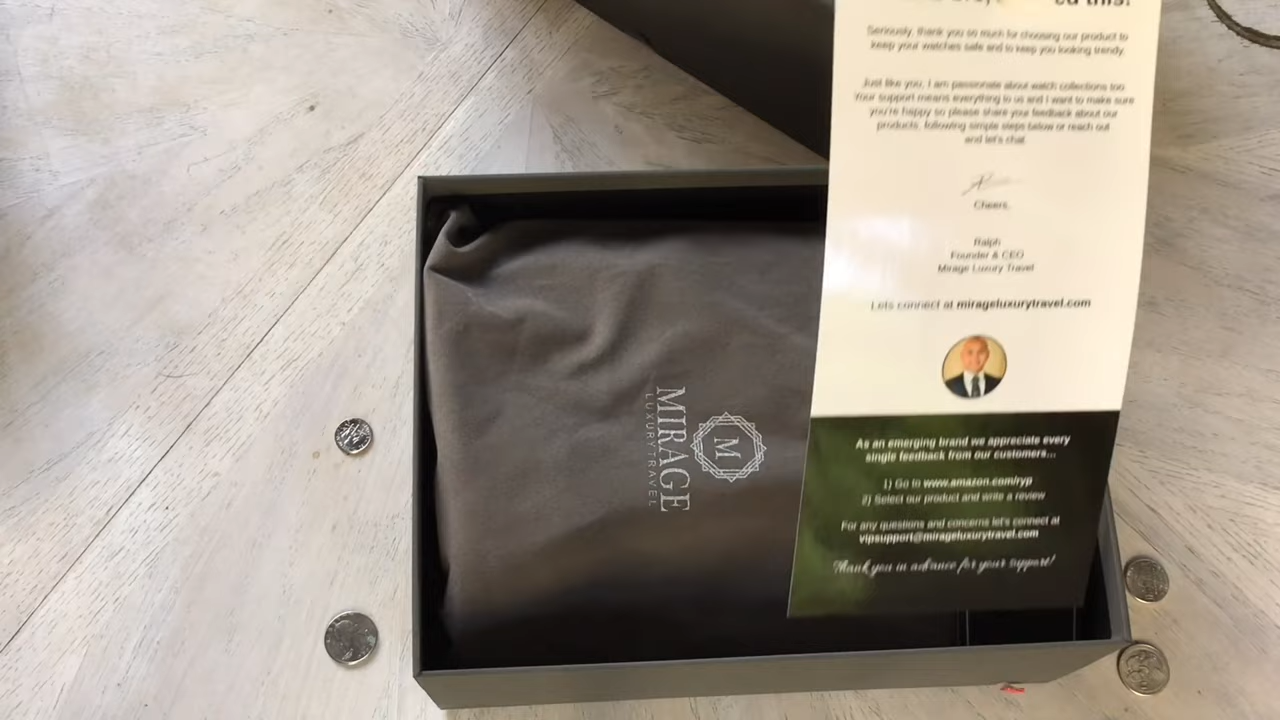 ed this!
Seriously, thank you so much for choosing our product to
keep your watches safe and to keep you looking trendy.
Just like you, I am passionate about watch collections too
Your support means everything to us and I want to make sure
you're happy so please share your feedback about our
products, following simple steps below or reach out
and let's chat.
Cheers,
Ralph
Founder & CEO
Mirage Luxury Travel
Lets connect at mirageluxurytravel.com
As an emerging brand we appreciate every
single feedback from our customers...
1) Go to www.amazon.com/ryp
2) Select our product and write a review
For any questions and concerns let's connect at
vipsupport@mirageluxurytravel.com
Thank you in advance for your support!
M
MIRAGE
LUXURYTRAVEL